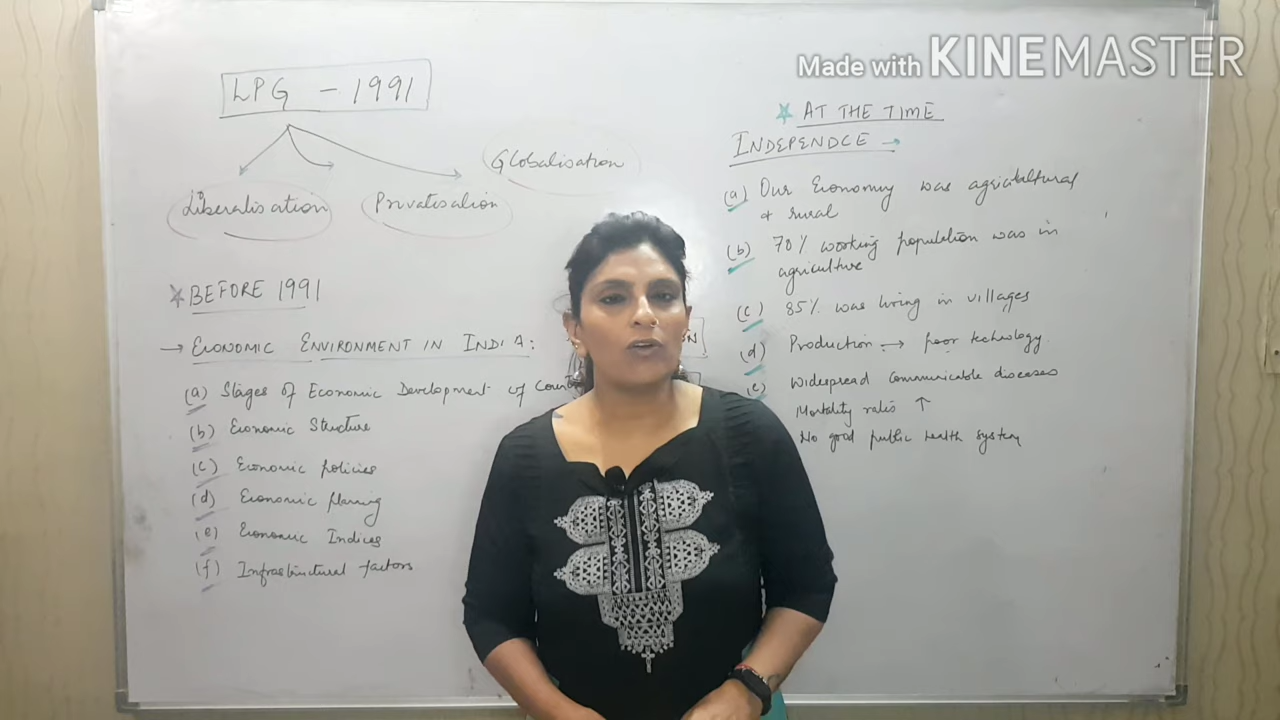 LPG - 1991
Globalisation
Liberalisation
Privatisation
BEFORE 1991
→ ECONOMIC ENVIRONMENT IN INDIA:
(a) Stages of Economic Development of
(b) Economic Structure
(c) Economic policies
(d) Economic planning
(e) Economic Indices
(f) Infrastructural factors
Made with KINEMASTER
AT THE TIME
INDEPENDCE →
(a) Our Economy was agricultural
& rural
(b) 70% working population was in
agriculture
(c) 85% was living in villages
(d) Production → poor technology.
(e) Widespread communicable diseases
Mortality rates ↑
No good public health system